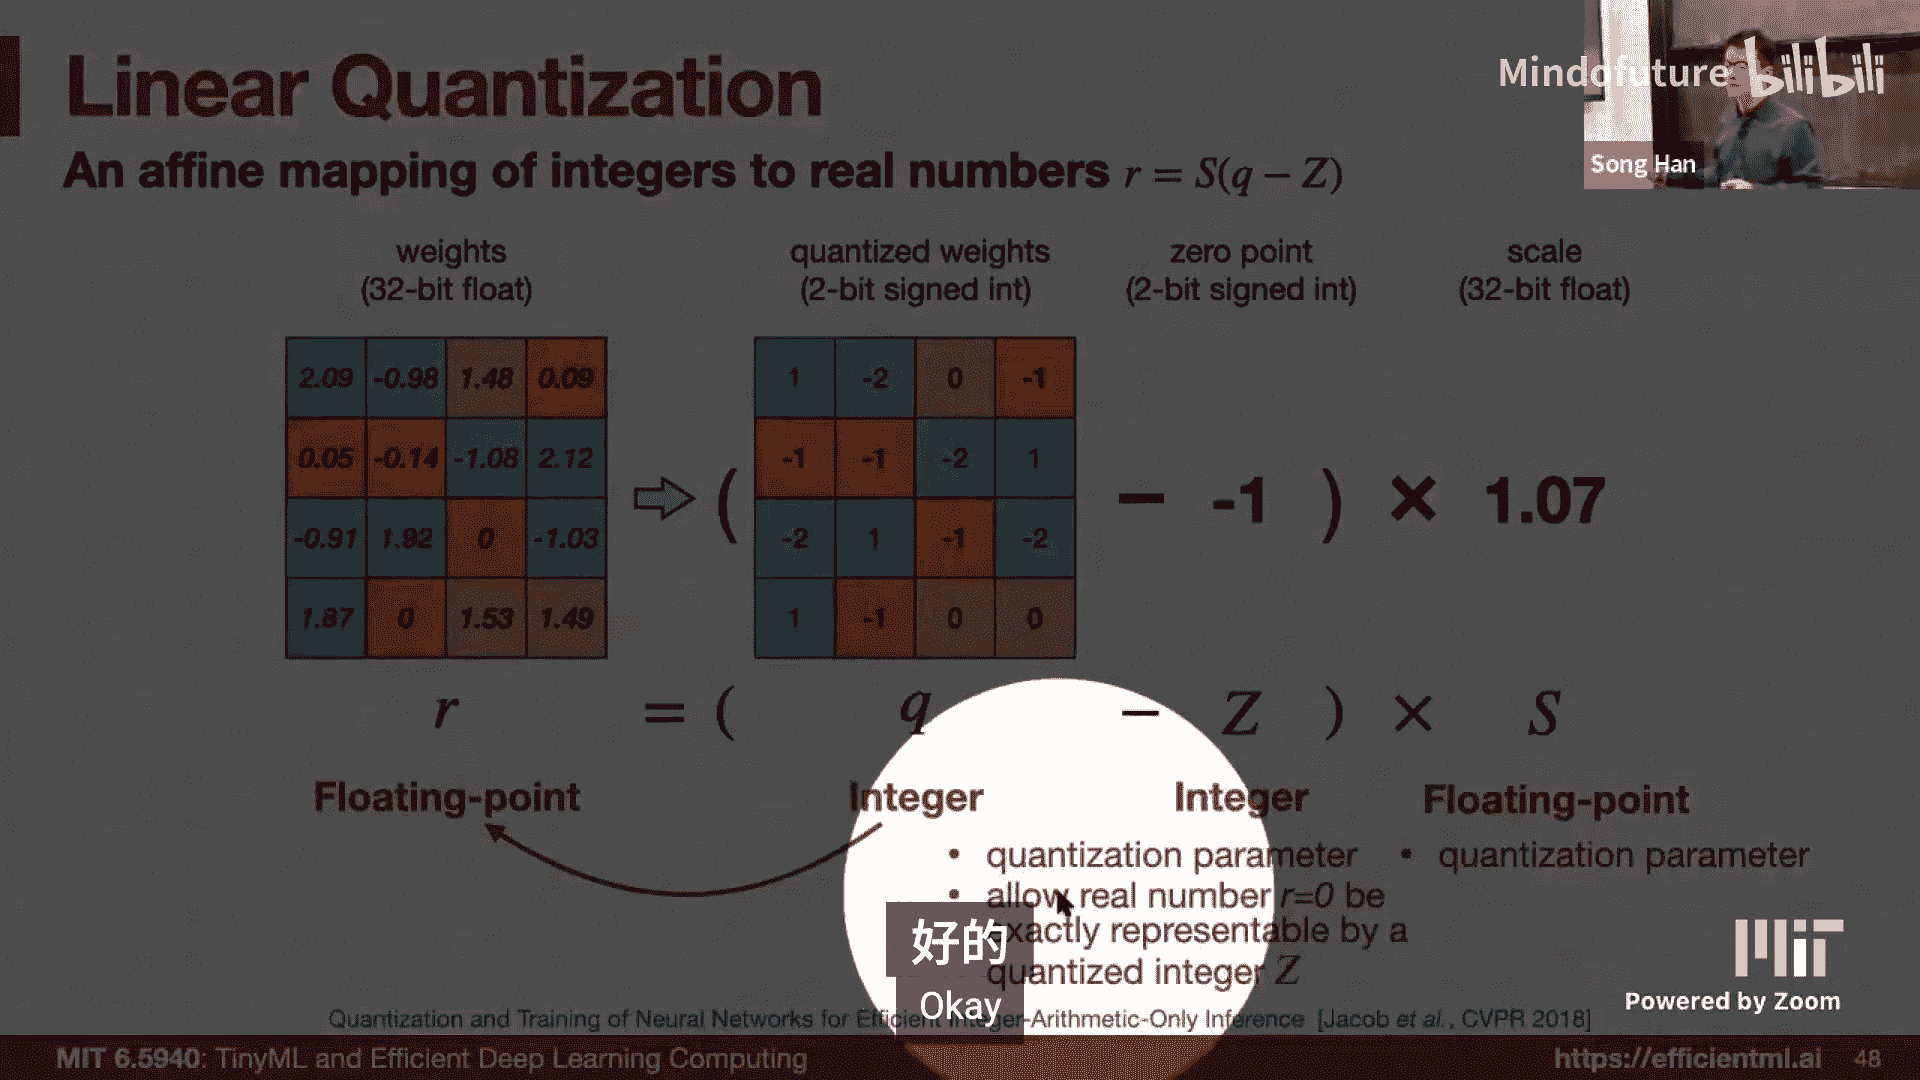 Linear Quantization
Mindofuture bilibili
Song Han
An affine mapping of integers to real numbers r = S(q − Z)
weights
(32-bit float)
quantized weights
(2-bit signed int)
zero point
(2-bit signed int)
scale
(32-bit float)
2.09 -0.98 1.48 0.09
0.05 -0.14 -1.08 2.12
-0.91 1.92 0 -1.03
1.87 0 1.53 1.49
1 -2 0 -1
-1 -1 -2 1
-2 1 -1 -2
1 -1 0 0
( − -1 ) × 1.07
r = ( q − Z ) × S
Floating-point
Integer
Integer
• quantization parameter
• allow real number r=0 be
exactly representable by a
quantized integer Z
Floating-point
• quantization parameter
好的
Okay
MIT
Powered by Zoom
Quantization and Training of Neural Networks for Efficient Integer-Arithmetic-Only Inference [Jacob et al., CVPR 2018]
MIT 6.5940: TinyML and Efficient Deep Learning Computing
https://efficientml.ai 48